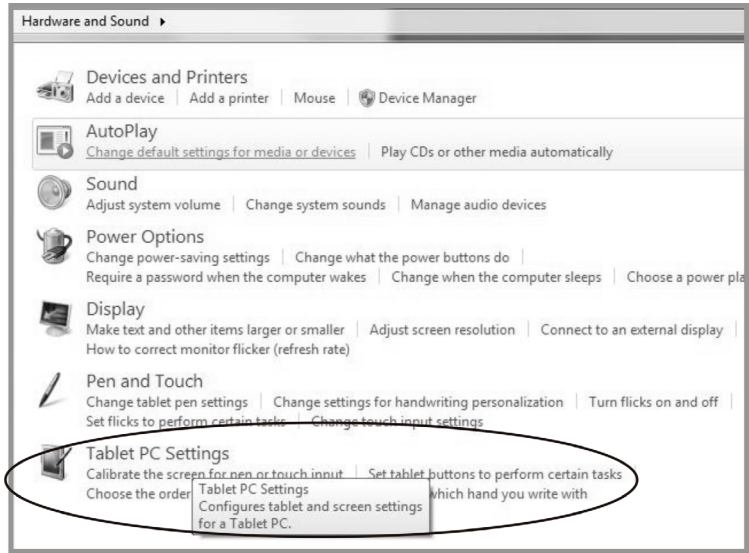 Hardware and Sound
Devices and Printers
Add a device | Add a printer | Mouse | Device Manager
AutoPlay
Change default settings for media or devices | Play CDs or other media automatically
Sound
Adjust system volume | Change system sounds | Manage audio devices
Power Options
Change power-saving settings | Change what the power buttons do |
Require a password when the computer wakes | Change when the computer sleeps | Choose a power pla
Display
Make text and other items larger or smaller | Adjust screen resolution | Connect to an external display |
How to correct monitor flicker (refresh rate)
Pen and Touch
Change tablet pen settings | Change settings for handwriting personalization | Turn flicks on and off |
Set flicks to perform certain tasks | Change touch input settings
Tablet PC Settings
Calibrate the screen for pen or touch input | Set tablet buttons to perform certain tasks
Choose the order which hand you write with
Tablet PC Settings
Configures tablet and screen settings
for a Tablet PC.